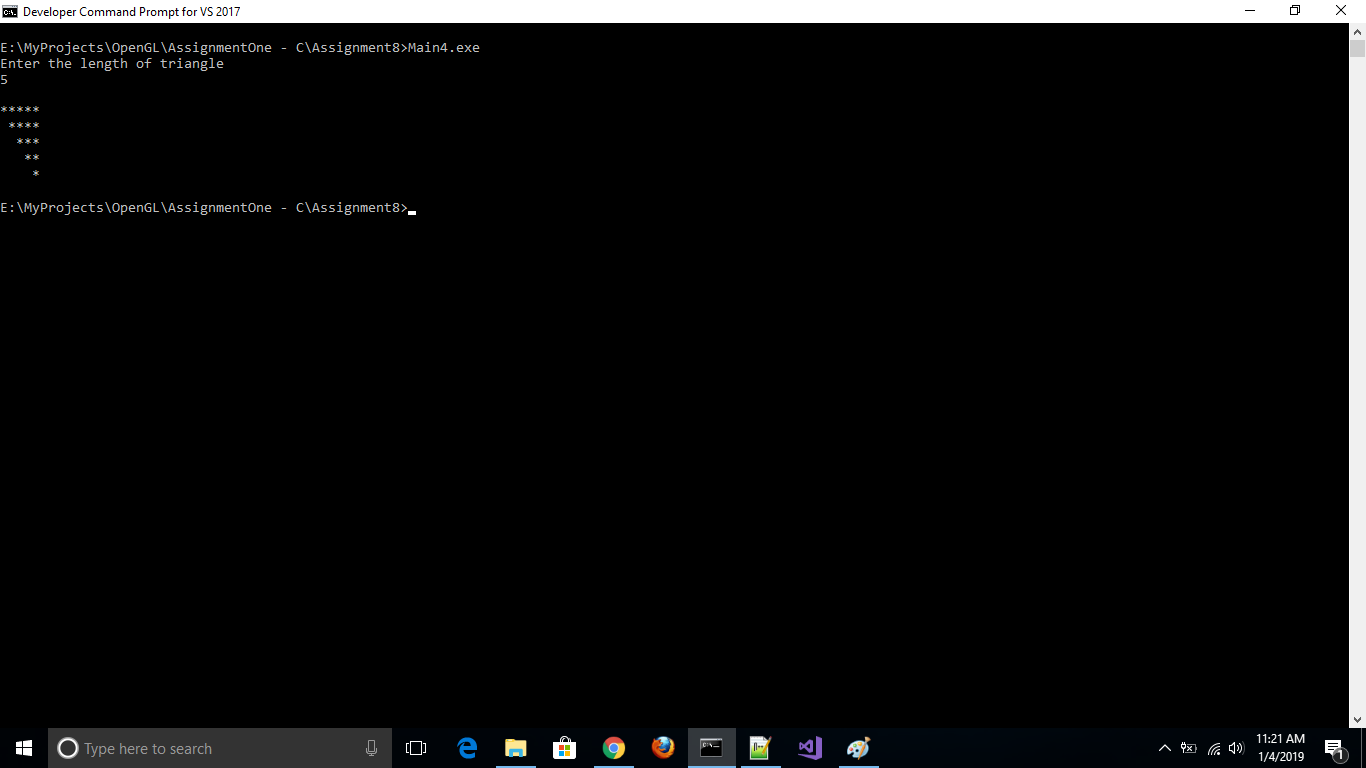 Developer Command Prompt for VS 2017
E:\MyProjects\OpenGL\AssignmentOne - C\Assignment8>Main4.exe
Enter the length of triangle
5
*****
 ****
  ***
   **
    *
E:\MyProjects\OpenGL\AssignmentOne - C\Assignment8>
Type here to search
11:21 AM
1/4/2019
1